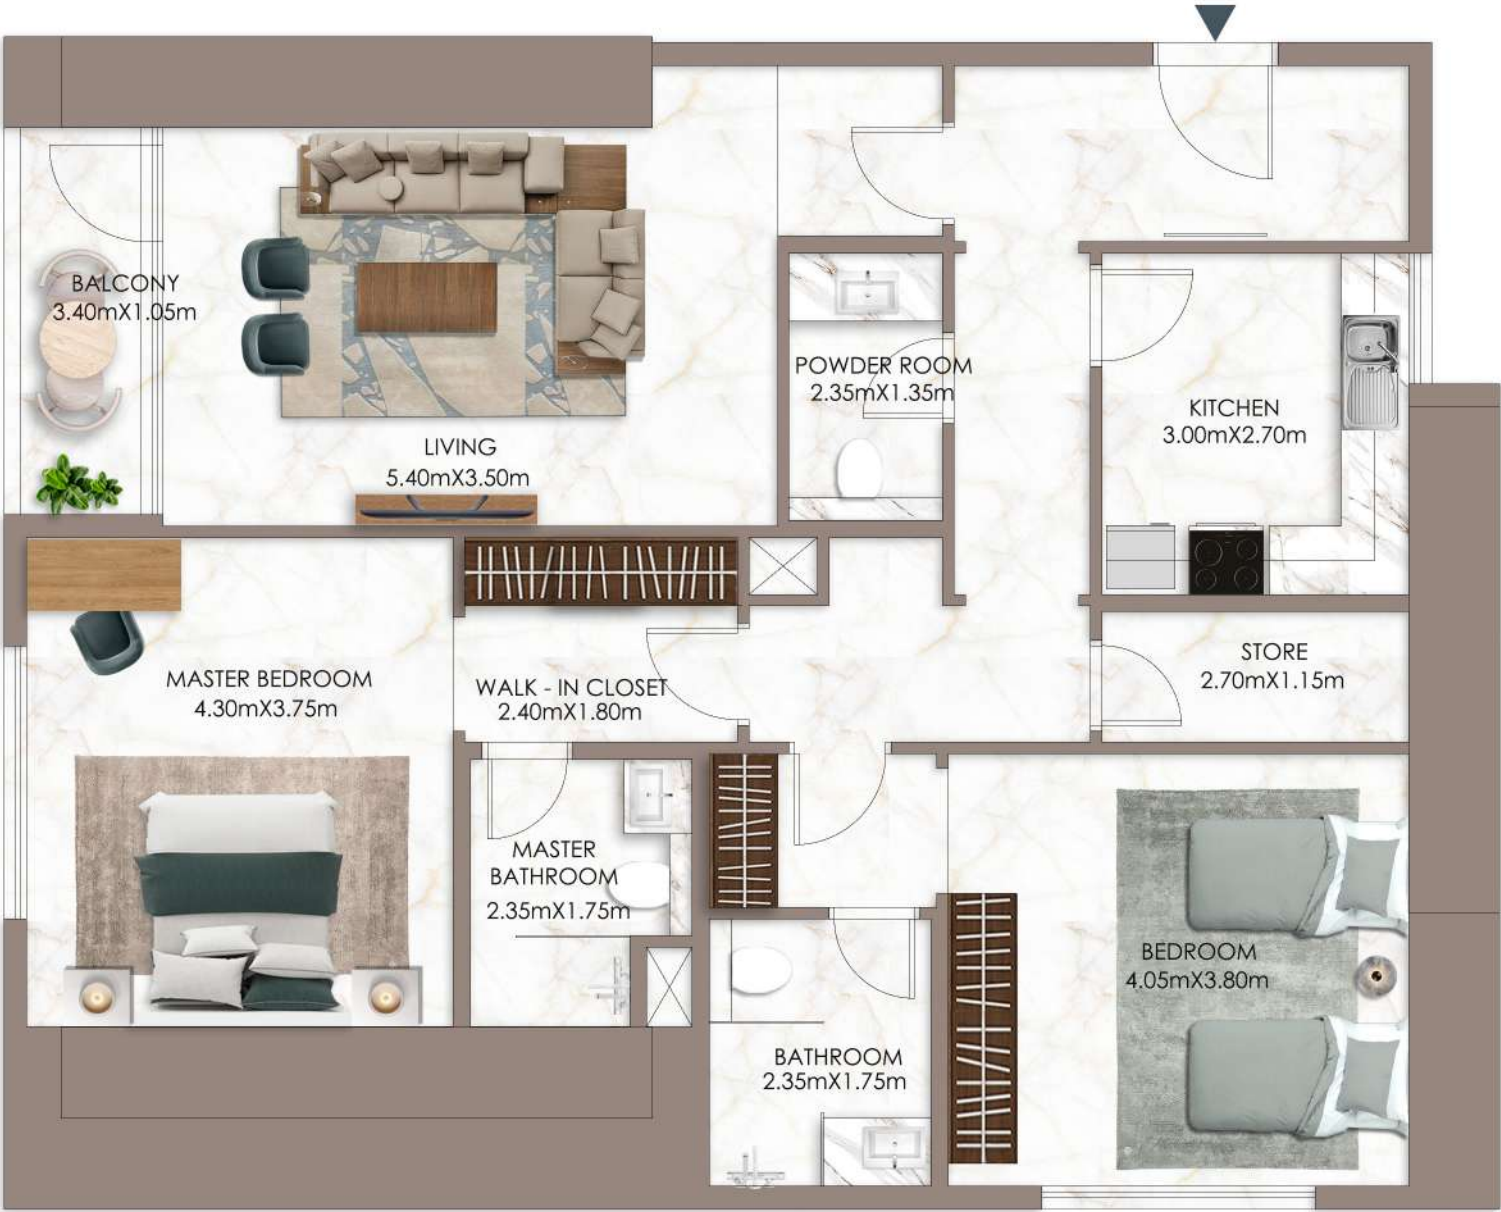 BALCONY
3.40mX1.05m
LIVING
5.40mX3.50m
POWDER ROOM
2.35mX1.35m
KITCHEN
3.00mX2.70m
MASTER BEDROOM
4.30mX3.75m
WALK - IN CLOSET
2.40mX1.80m
STORE
2.70mX1.15m
MASTER
BATHROOM
2.35mX1.75m
BEDROOM
4.05mX3.80m
BATHROOM
2.35mX1.75m